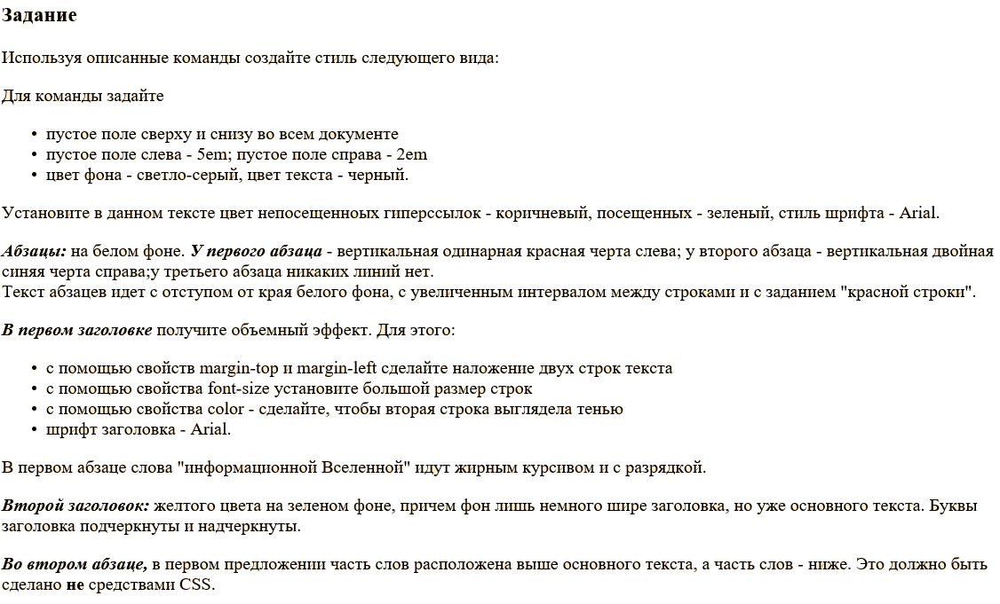 Задание
Используя описанные команды создайте стиль следующего вида:
Для команды задайте
• пустое поле сверху и снизу во всем документе
• пустое поле слева - 5em; пустое поле справа - 2em
• цвет фона - светло-серый, цвет текста - черный.
Установите в данном тексте цвет непосещенноых гиперссылок - коричневый, посещенных - зеленый, стиль шрифта - Arial.
Абзацы: на белом фоне. У первого абзаца - вертикальная одинарная красная черта слева; у второго абзаца - вертикальная двойная
синяя черта справа;у третьего абзаца никаких линий нет.
Текст абзацев идет с отступом от края белого фона, с увеличенным интервалом между строками и с заданием "красной строки".
В первом заголовке получите объемный эффект. Для этого:
• с помощью свойств margin-top и margin-left сделайте наложение двух строк текста
• с помощью свойства font-size установите большой размер строк
• с помощью свойства color - сделайте, чтобы вторая строка выглядела тенью
• шрифт заголовка - Arial.
В первом абзаце слова "информационной Вселенной" идут жирным курсивом и с разрядкой.
Второй заголовок: желтого цвета на зеленом фоне, причем фон лишь немного шире заголовка, но уже основного текста. Буквы
заголовка подчеркнуты и надчеркнуты.
Во втором абзаце, в первом предложении часть слов расположена выше основного текста, а часть слов - ниже. Это должно быть
сделано не средствами CSS.